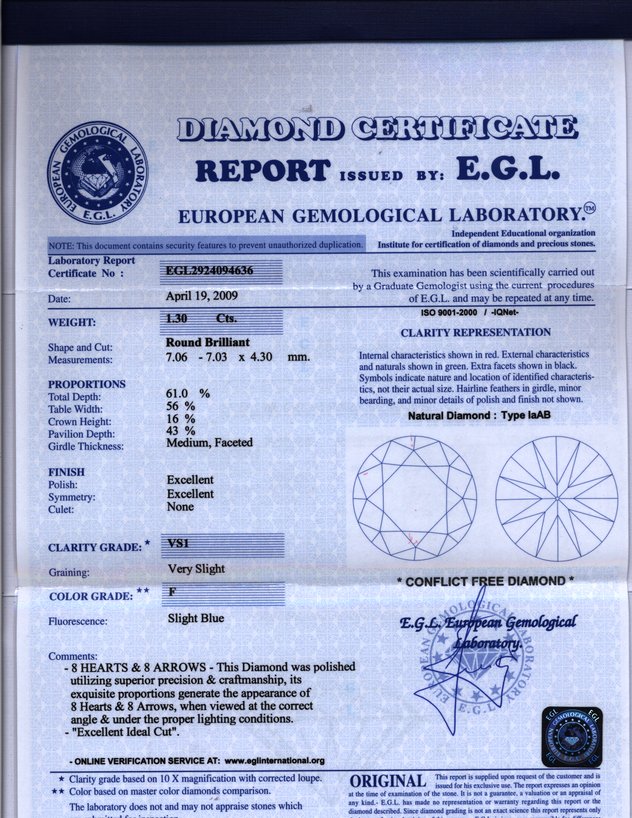 DIAMOND CERTIFICATE
REPORT ISSUED BY: E.G.L.
EUROPEAN GEMOLOGICAL LABORATORY.™
EUROPEAN GEMOLOGICAL LABORATORY
E.G.L.
Independent Educational organization
Institute for certification of diamonds and precious stones.
NOTE: This document contains security features to prevent unauthorized duplication.
Laboratory Report
Certificate No : EGL2924094636
Date: April 19, 2009
WEIGHT: 1.30 Cts.
Shape and Cut: Round Brilliant
Measurements: 7.06 - 7.03 x 4.30 mm.
PROPORTIONS
Total Depth: 61.0 %
Table Width: 56 %
Crown Height: 16 %
Pavilion Depth: 43 %
Girdle Thickness: Medium, Faceted
FINISH
Polish: Excellent
Symmetry: Excellent
Culet: None
CLARITY GRADE: * VS1
Graining: Very Slight
COLOR GRADE: ** F
Fluorescence: Slight Blue
Comments:
- 8 HEARTS & 8 ARROWS - This Diamond was polished
utilizing superior precision & craftmanship, its
exquisite proportions generate the appearance of
8 Hearts & 8 Arrows, when viewed at the correct
angle & under the proper lighting conditions.
- "Excellent Ideal Cut".
- ONLINE VERIFICATION SERVICE AT: www.eglinternational.org
* Clarity grade based on 10 X magnification with corrected loupe.
** Color based on master color diamonds comparison.
The laboratory does not and may not appraise stones which
This examination has been scientifically carried out
by a Graduate Gemologist using the current procedures
of E.G.L. and may be repeated at any time.
ISO 9001-2000 / -IQNet-
CLARITY REPRESENTATION
Internal characteristics shown in red. External characteristics
and naturals shown in green. Extra facets shown in black.
Symbols indicate nature and location of identified characteris-
tics, not their actual size. Hairline feathers in girdle, minor
bearding, and minor details of polish and finish not shown.
Natural Diamond : Type IaAB
* CONFLICT FREE DIAMOND *
E.G.L. European Gemological
Laboratory.
EUROPEAN GEMOLOGICAL LABORATORY
E.G.L.
EGL
EGL
EUROPEAN GEMOLOGICAL LABORATORY
ORIGINAL
This report is supplied upon request of the customer and is
issued for his exclusive use. The report expresses an opinion
at the time of examination of the stone. It is not a guarantee, a valuation or an appraisal of
any kind.- E.G.L. has made no representation or warranty regarding this report or the
diamond described. Since diamond grading is not an exact science this report represents only